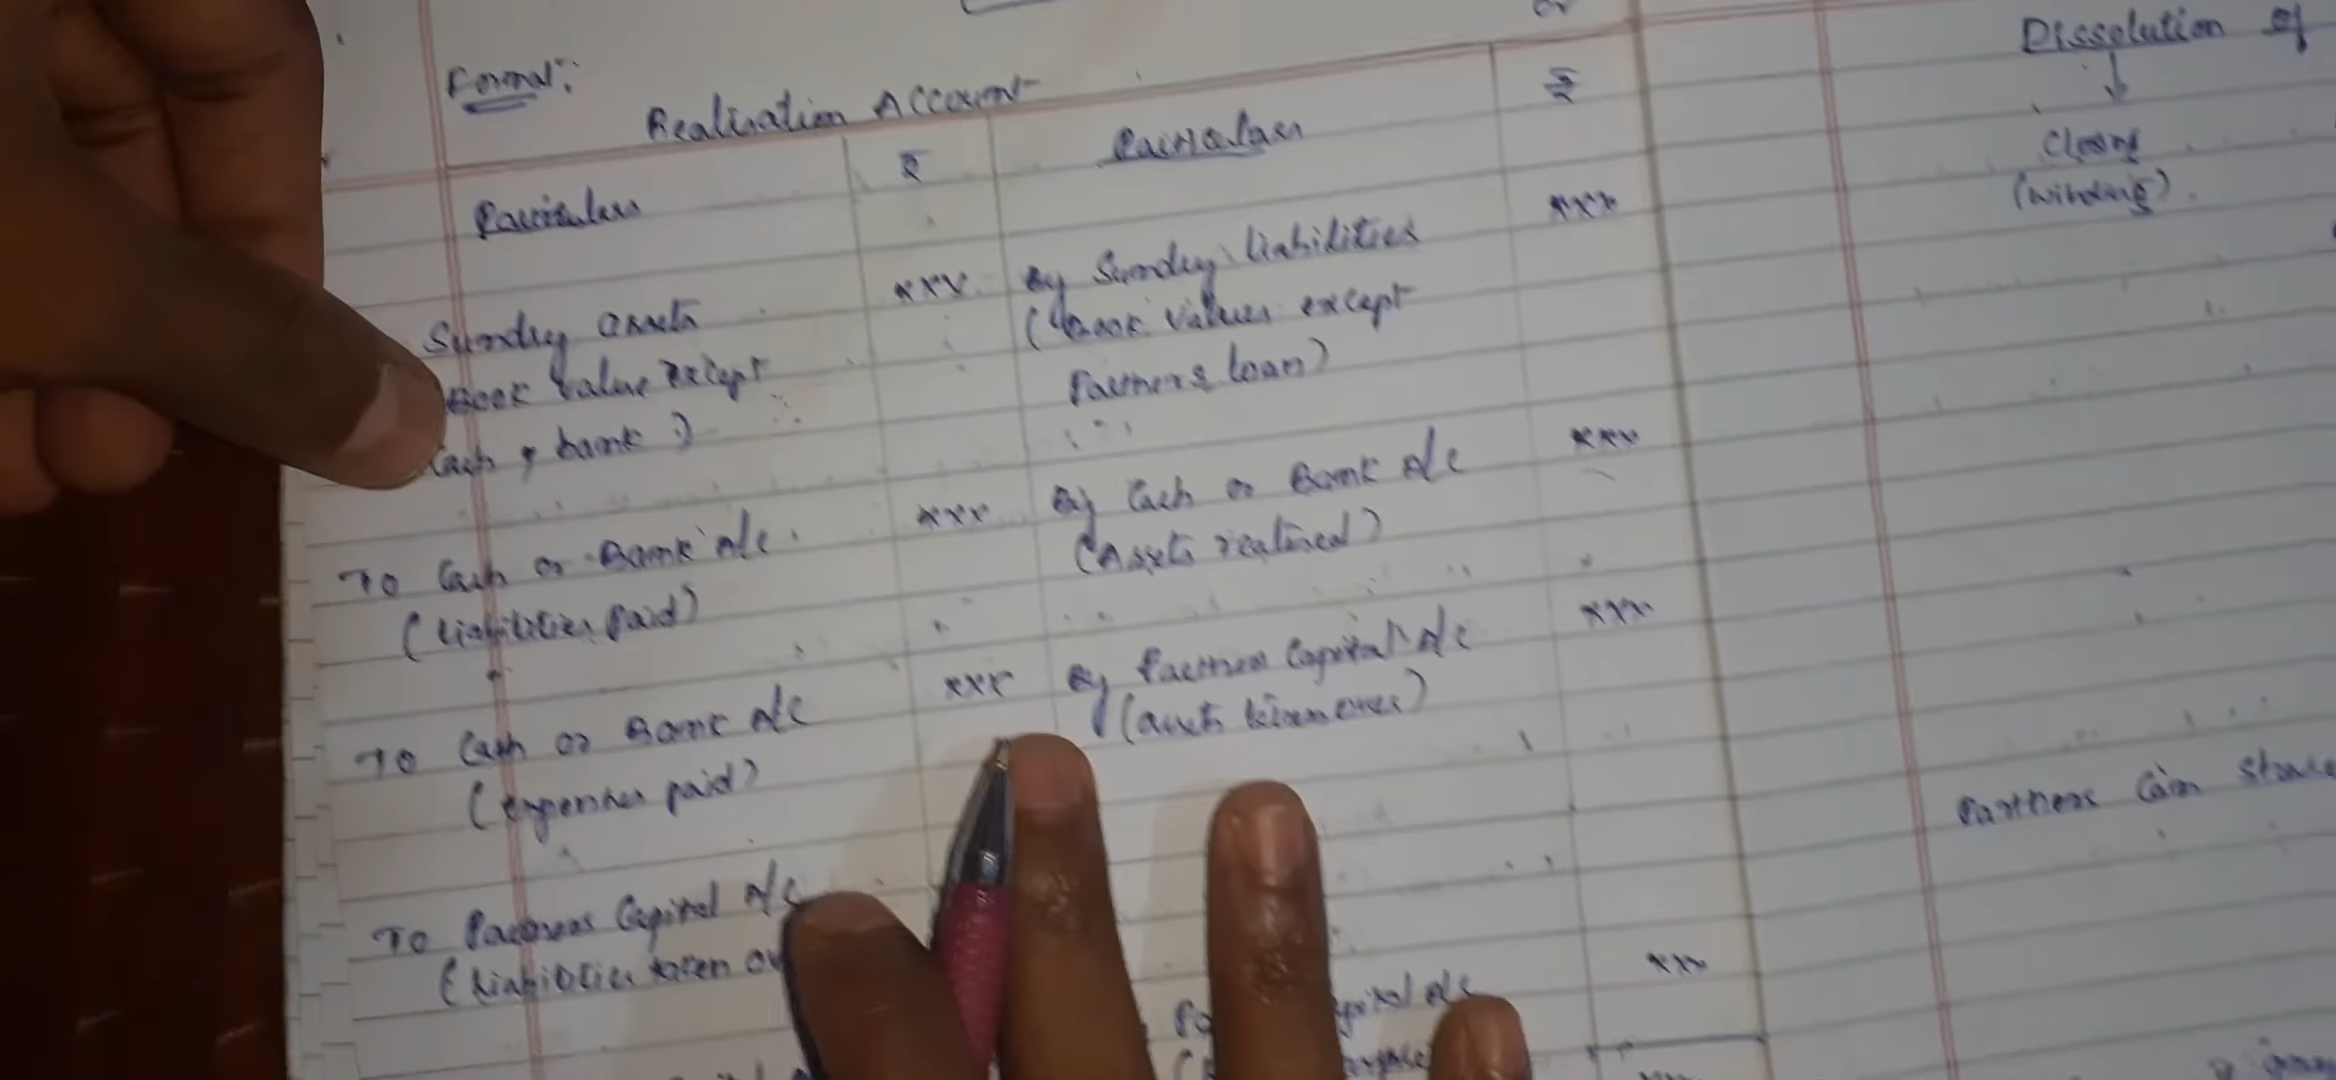 Format:
Realisation Account
Particulars ₹ Particulars ₹
Sundry assets xxx By Sundry liabilities xxx
Book value except (Book values except
Cash & bank) Partners loan)
To Cash or Bank A/c xxx By Cash or Bank A/c xxx
(liabilities paid) (Assets realised)
To Cash or Bank A/c xxx By Partners Capital A/c xxx
(expenses paid) (assets taken over)
To Partners Capital A/c
(Liabilities taken
A/c xxx
Dissolution of
↓
Closing
(winding).
Partners Can